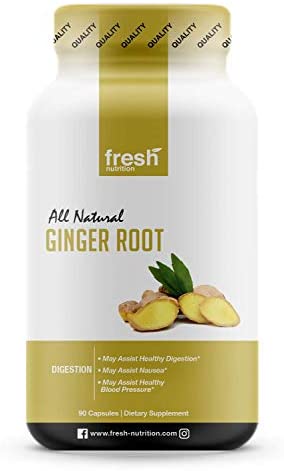 QUALITY QUALITY QUALITY QUALITY QUALITY
fresh
nutrition
All Natural
GINGER ROOT
DIGESTION
• May Assist Healthy Digestion*
• May Assist Nausea*
• May Assist Healthy
Blood Pressure*
90 Capsules | Dietary Supplement
www.fresh-nutrition.com